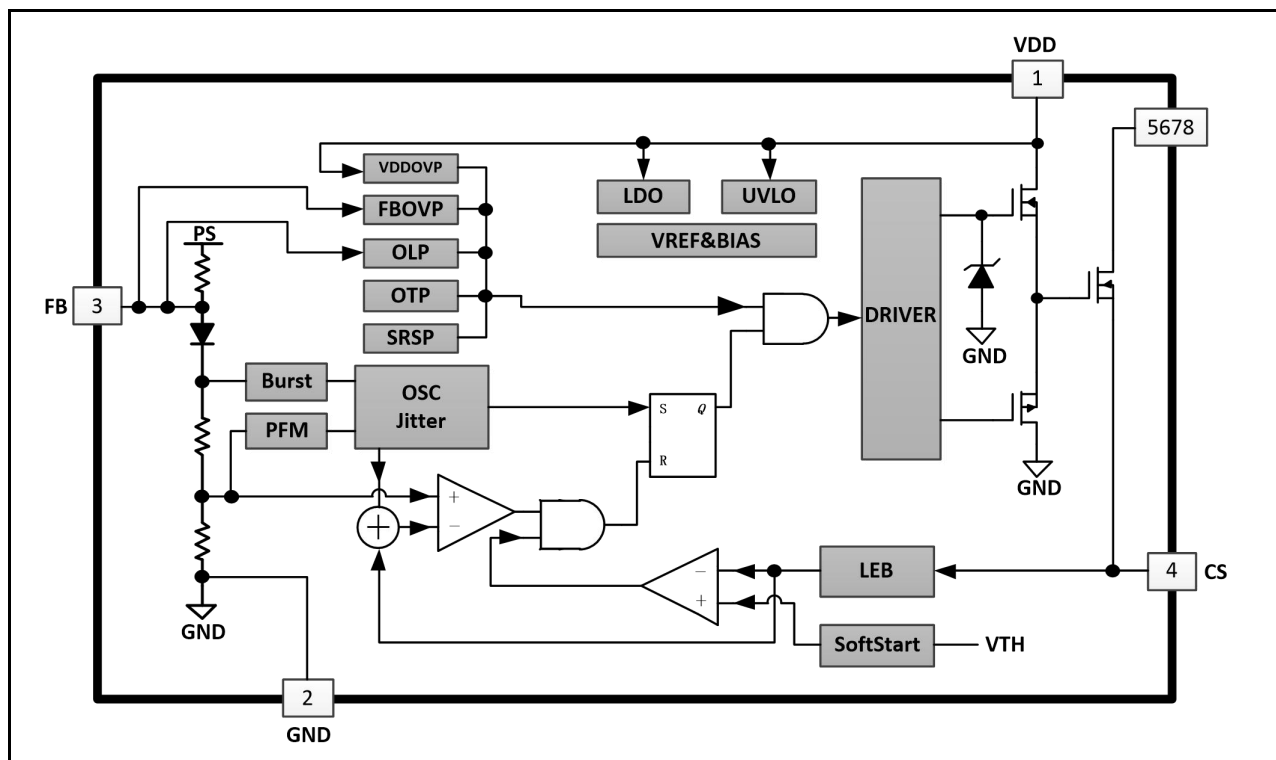 VDD
1
5678
VDDOVP
FBOVP
LDO
UVLO
PS
OLP
VREF&BIAS
FB
3
OTP
DRIVER
SRSP
GND
Burst
OSC
Jitter
PFM
S
Q
R
GND
+
−
+
LEB
4
CS
−
+
GND
SoftStart
VTH
2
GND